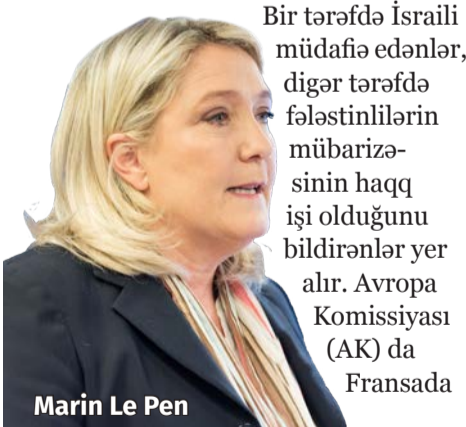 Bir tərəfdə İsraili
müdafiə edənlər,
digər tərəfdə
fələstinlilərin
mübarizə-
sinin haqq
işi olduğunu
bildirənlər yer
alır. Avropa
Komissiyası
(AK) da
Fransada
Marin Le Pen